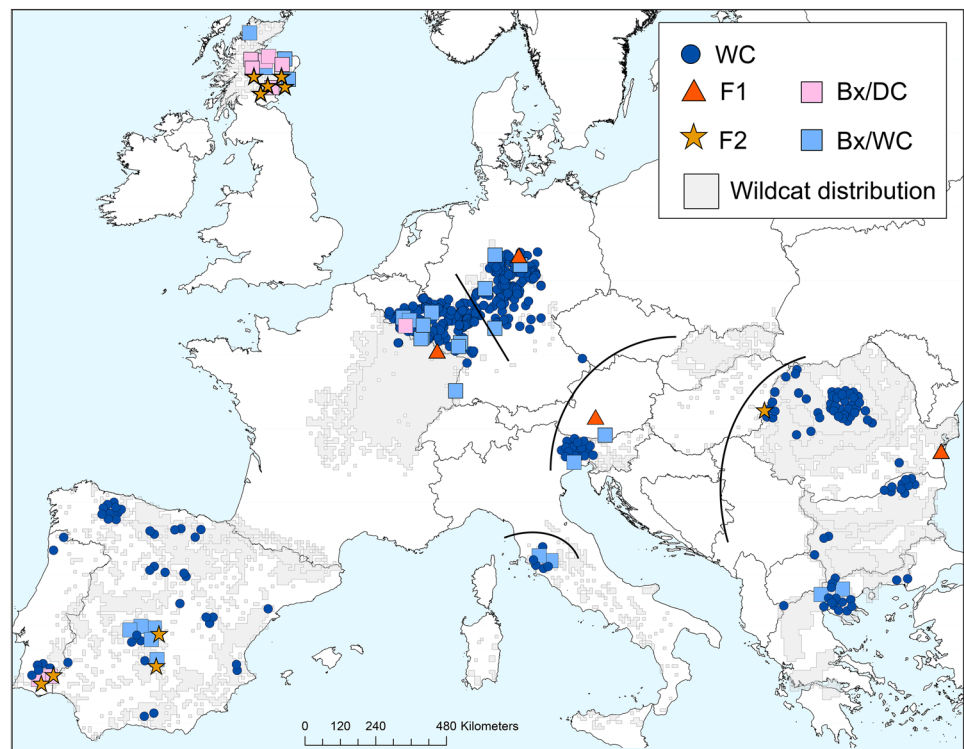 WC
F1 Bx/DC
F2 Bx/WC
Wildcat distribution
0 120 240 480 Kilometers